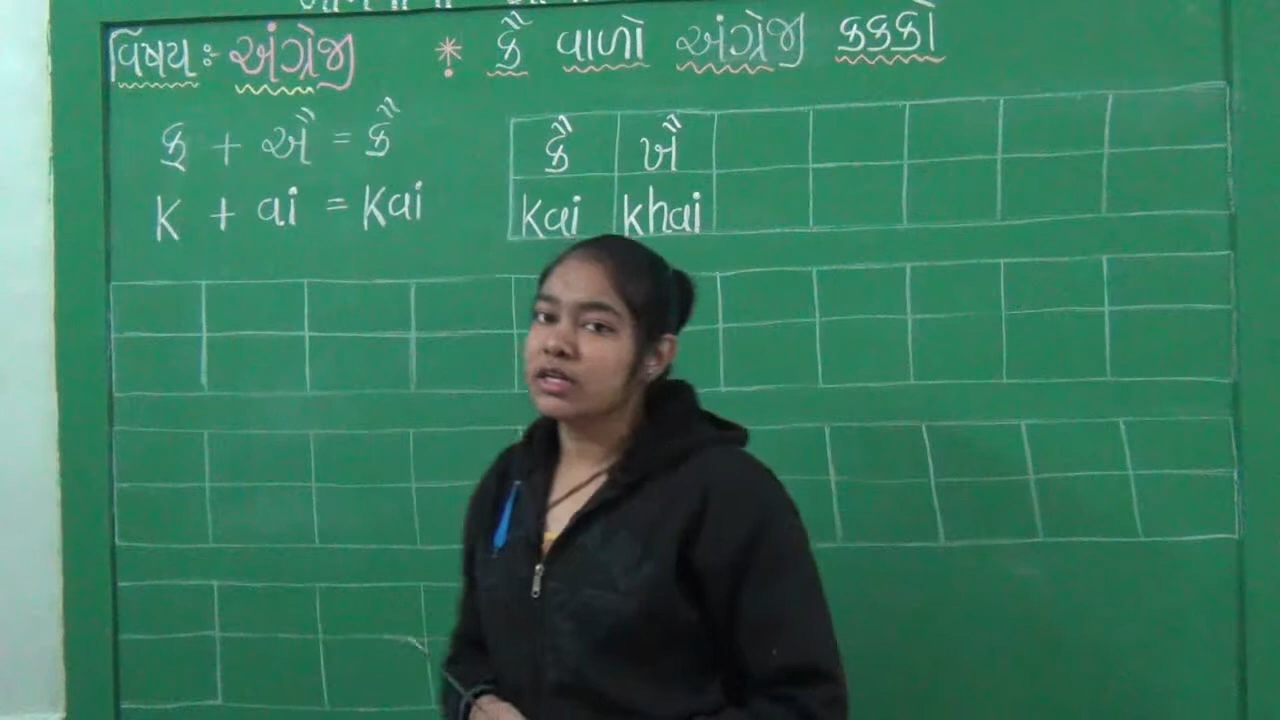 વિષય: અંગ્રેજી * કૈ વાળો અંગ્રેજી કક્કો
ક + ઐ = કૈ
K + ai = Kai
કૈ ખૈ
Kai khai